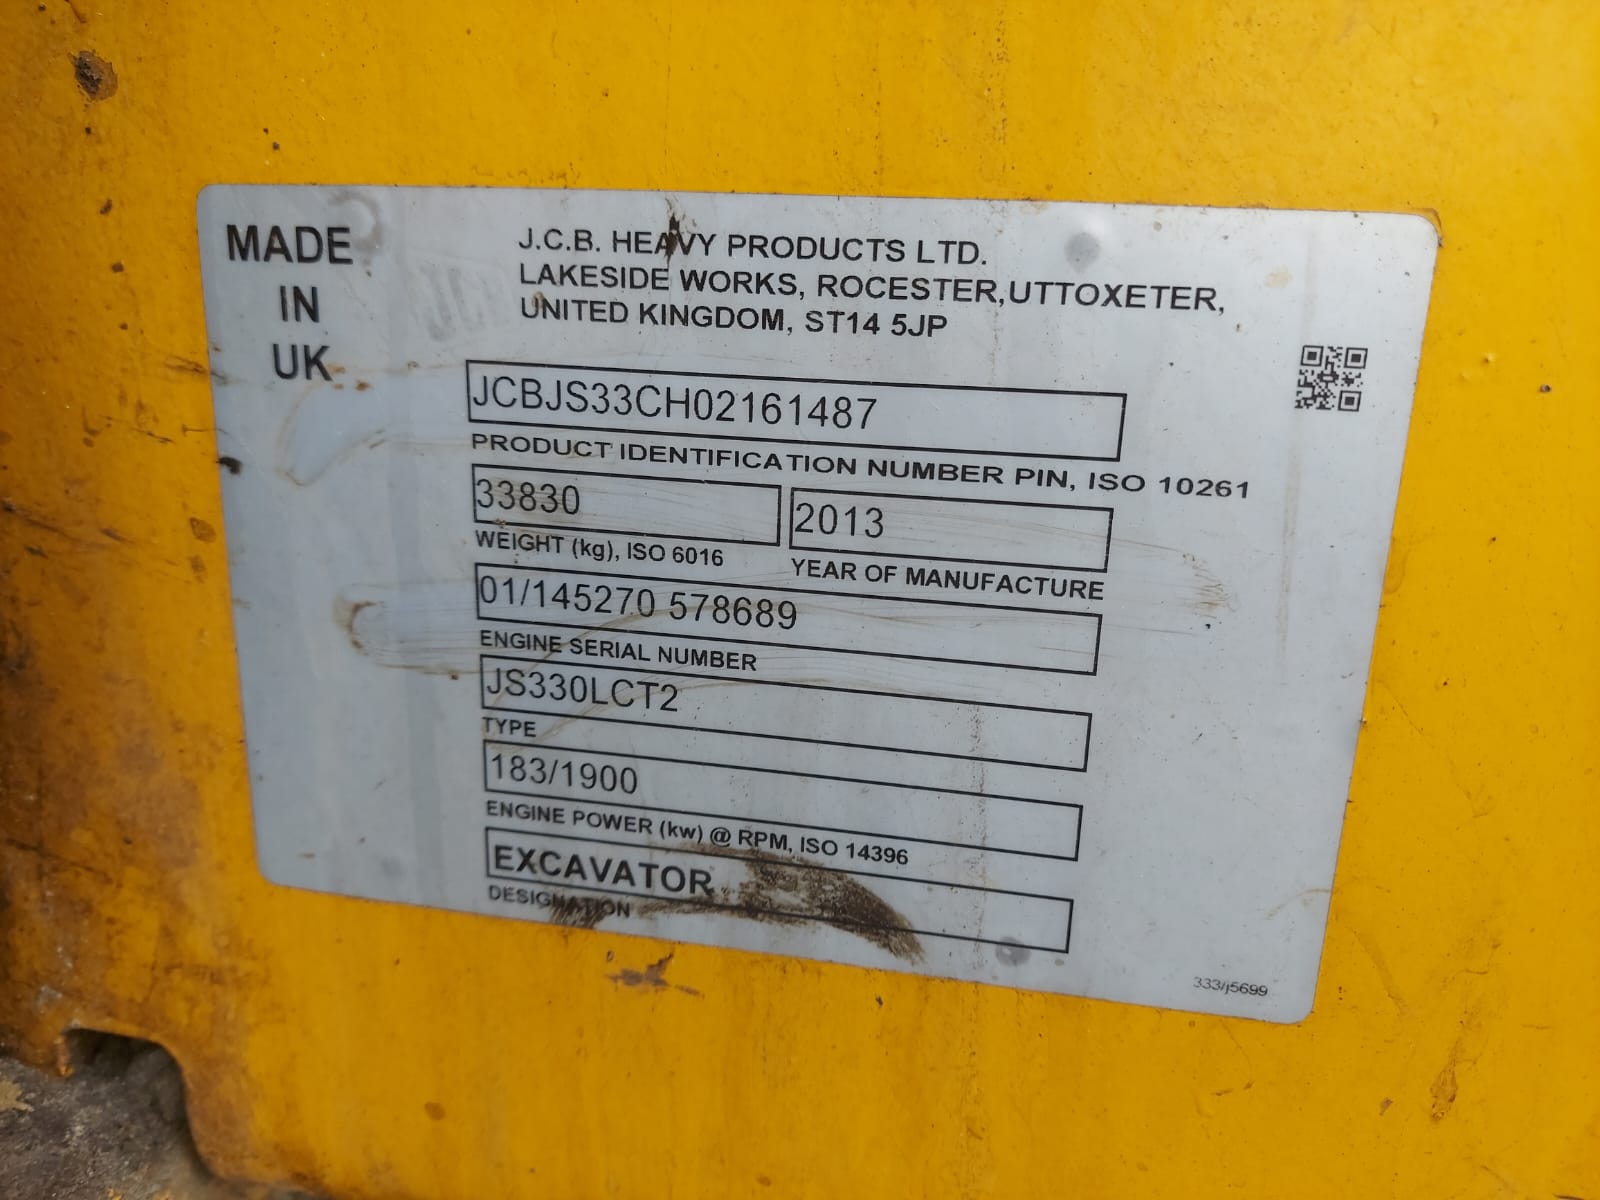 MADE
IN
UK
J.C.B. HEAVY PRODUCTS LTD.
LAKESIDE WORKS, ROCESTER,UTTOXETER,
UNITED KINGDOM, ST14 5JP
JCBJS33CH02161487
PRODUCT IDENTIFICATION NUMBER PIN, ISO 10261
33830
WEIGHT (kg), ISO 6016
2013
YEAR OF MANUFACTURE
01/145270 578689
ENGINE SERIAL NUMBER
JS330LCT2
TYPE
183/1900
ENGINE POWER (kw) @ RPM, ISO 14396
EXCAVATOR
DESIGNATION
333/j5699